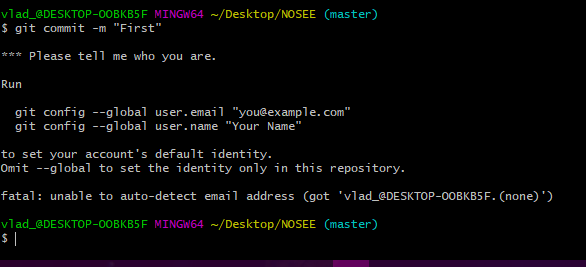 vlad_@DESKTOP-OOBKB5F MINGW64 ~/Desktop/NOSEE (master)
$ git commit -m "First"
*** Please tell me who you are.
Run
git config --global user.email "you@example.com"
git config --global user.name "Your Name"
to set your account's default identity.
Omit --global to set the identity only in this repository.
fatal: unable to auto-detect email address (got 'vlad_@DESKTOP-OOBKB5F.(none)')
vlad_@DESKTOP-OOBKB5F MINGW64 ~/Desktop/NOSEE (master)
$